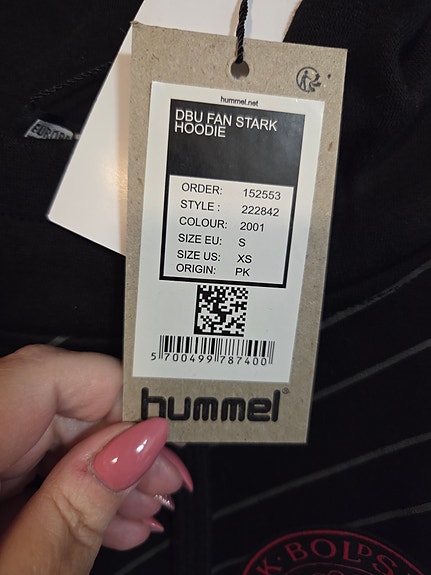 hummel.net
DBU FAN STARK
HOODIE
ORDER: 152553
STYLE : 222842
COLOUR: 2001
SIZE EU: S
SIZE US: XS
ORIGIN: PK
5 700499 787400
hummel®
K·BOLDS